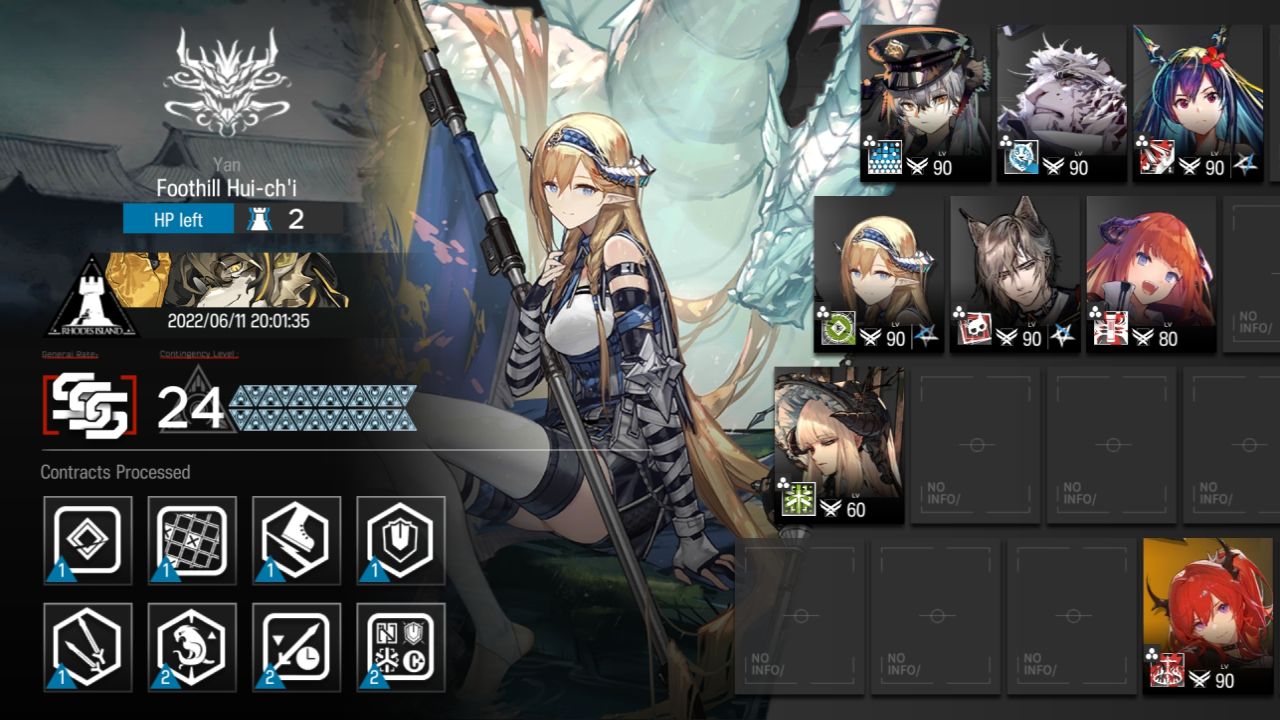 Yan
Foothill Hui-ch'i
HP left
2
RHODES ISLAND
2022/06/11 20:01:35
General Rate:
Contingency Level:
SSS
24
Contracts Processed
1
1
1
1
1
2
2
2
LV
90
LV
90
LV
90
LV
90
LV
90
LV
80
NO
INFO/
LV
60
NO
INFO/
NO
INFO/
NO
INFO/
NO
INFO/
NO
INFO/
NO
INFO/
LV
90